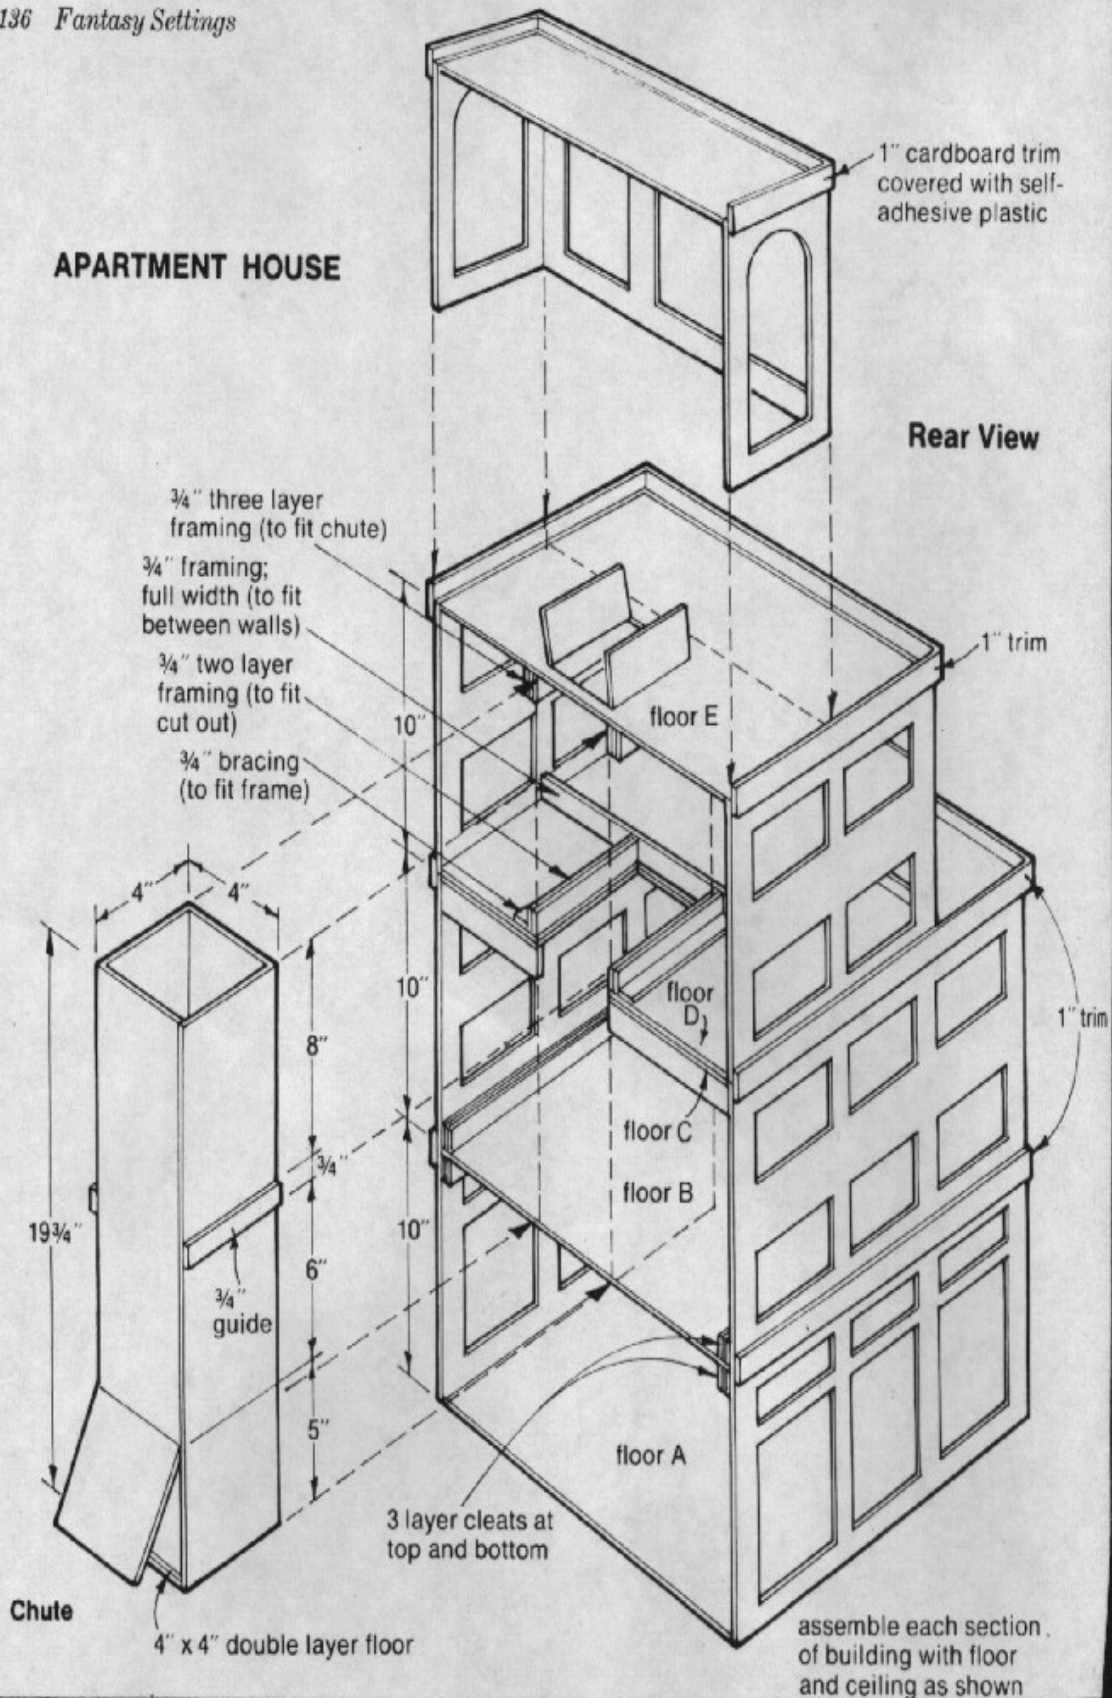 136 Fantasy Settings
1" cardboard trim
covered with self-
adhesive plastic
APARTMENT HOUSE
Rear View
3/4" three layer
framing (to fit chute)
3/4" framing;
full width (to fit
between walls)
3/4" two layer
framing (to fit
cut out)
3/4" bracing
(to fit frame)
1" trim
floor E
10"
4" 4"
10"
floor
D
8"
1" trim
floor C
3/4"
floor B
19 3/4"
10"
6"
3/4"
guide
5"
floor A
3 layer cleats at
top and bottom
Chute
4" x 4" double layer floor
assemble each section
of building with floor
and ceiling as shown